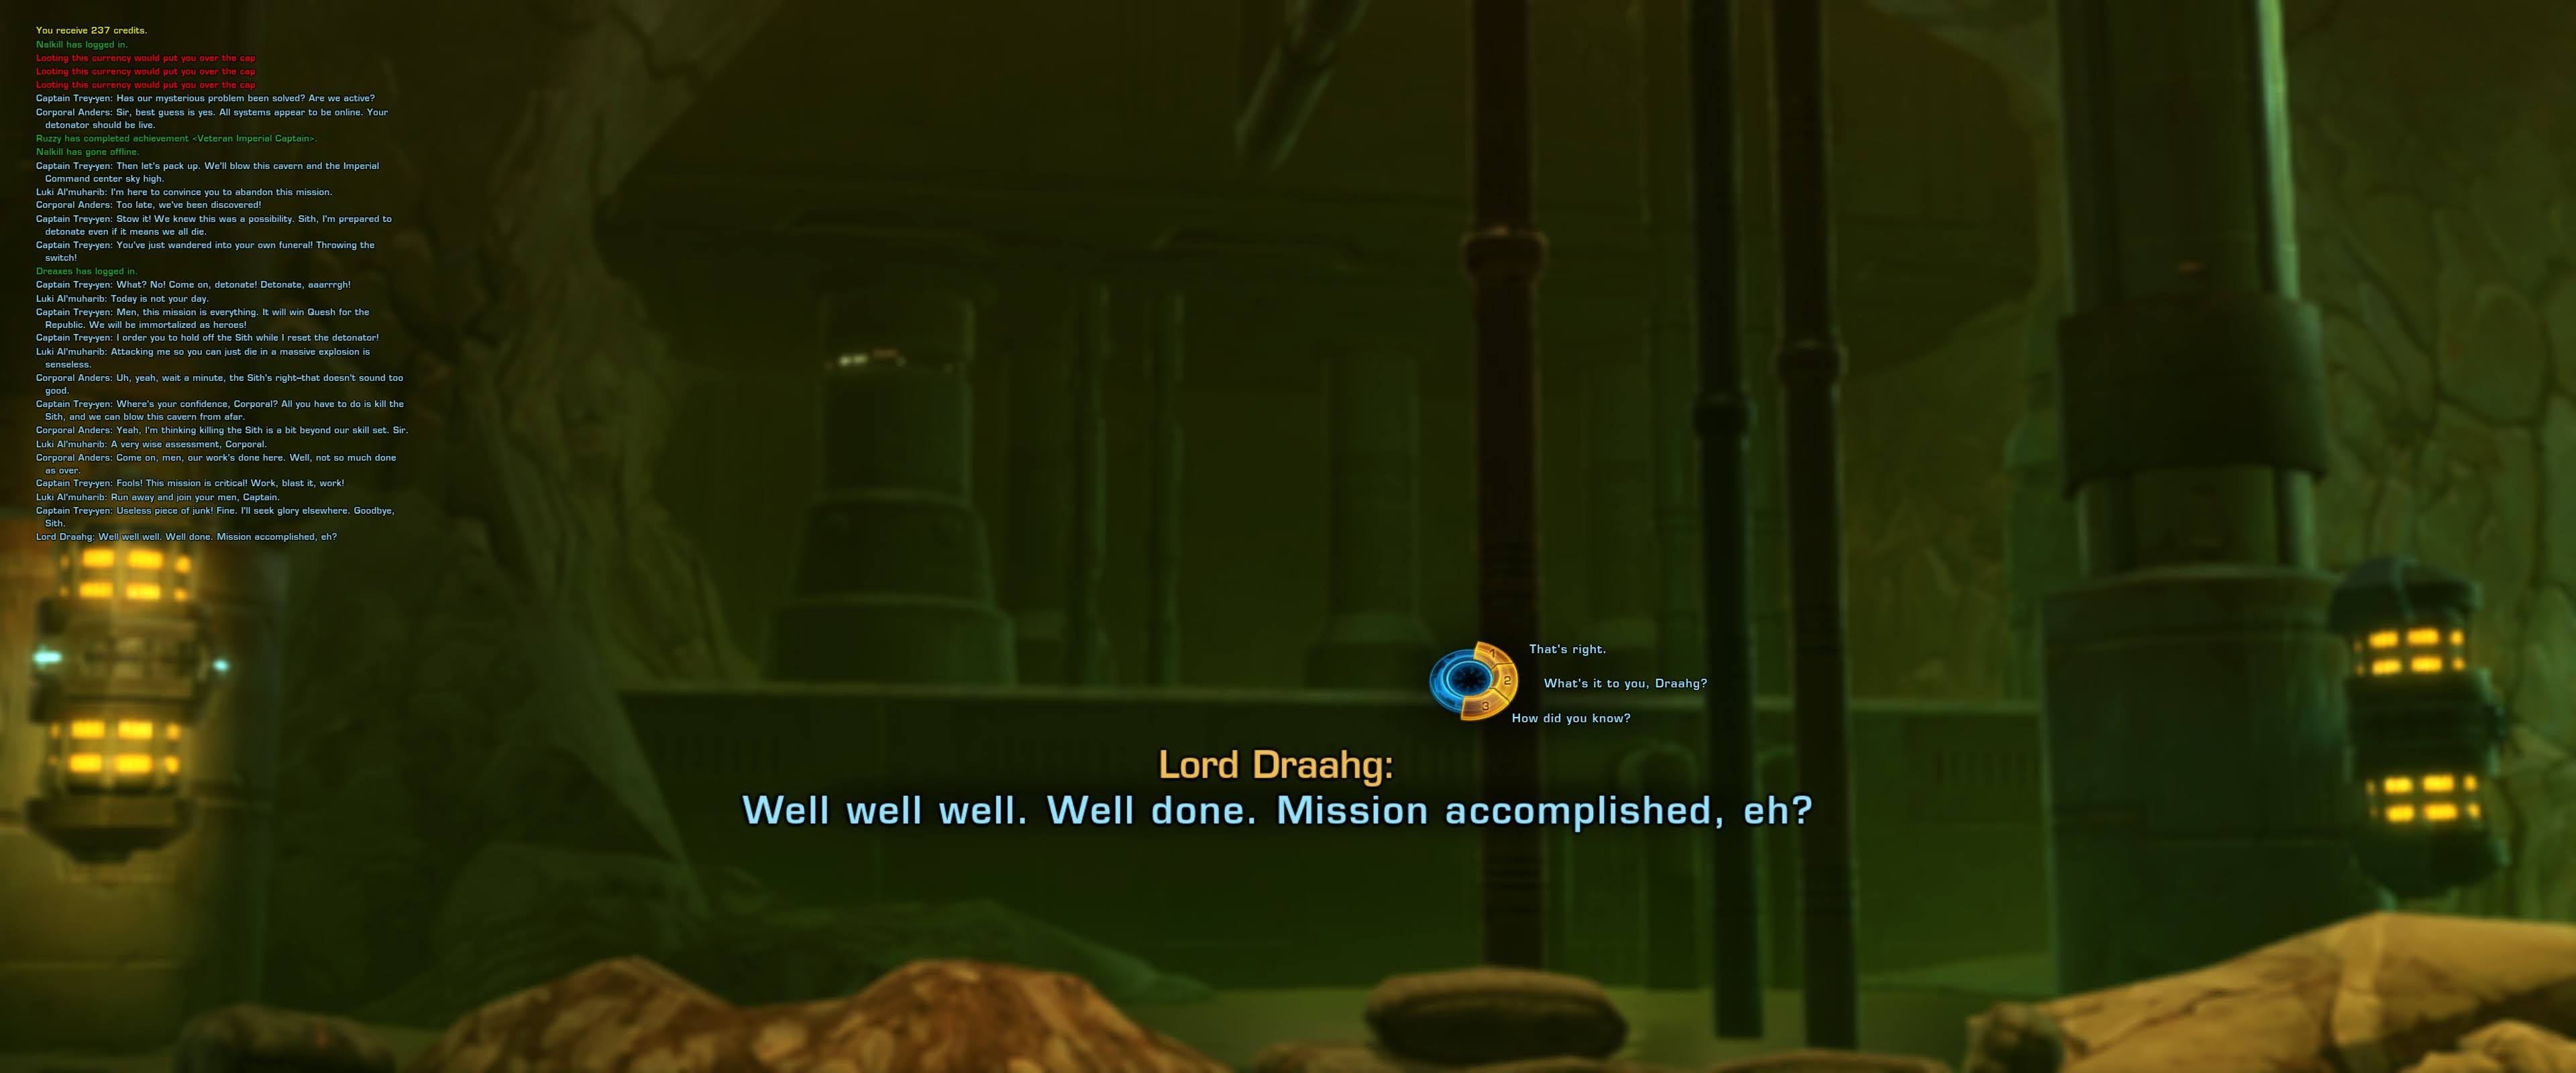 You receive 237 credits.
Nalkill has logged in.
Looting this currency would put you over the cap
Looting this currency would put you over the cap
Looting this currency would put you over the cap
Captain Trey-yen: Has our mysterious problem been solved? Are we active?
Corporal Anders: Sir, best guess is yes. All systems appear to be online. Your
detonator should be live.
Ruzzy has completed achievement <Veteran Imperial Captain>.
Nalkill has gone offline.
Captain Trey-yen: Then let's pack up. We'll blow this cavern and the Imperial
Command center sky high.
Luki Al'muharib: I'm here to convince you to abandon this mission.
Corporal Anders: Too late, we've been discovered!
Captain Trey-yen: Stow it! We knew this was a possibility. Sith, I'm prepared to
detonate even if it means we all die.
Captain Trey-yen: You've just wandered into your own funeral! Throwing the
switch!
Dreaxes has logged in.
Captain Trey-yen: What? No! Come on, detonate! Detonate, aaarrrgh!
Luki Al'muharib: Today is not your day.
Captain Trey-yen: Men, this mission is everything. It will win Quesh for the
Republic. We will be immortalized as heroes!
Captain Trey-yen: I order you to hold off the Sith while I reset the detonator!
Luki Al'muharib: Attacking me so you can just die in a massive explosion is
senseless.
Corporal Anders: Uh, yeah, wait a minute, the Sith's right--that doesn't sound too
good.
Captain Trey-yen: Where's your confidence, Corporal? All you have to do is kill the
Sith, and we can blow this cavern from afar.
Corporal Anders: Yeah, I'm thinking killing the Sith is a bit beyond our skill set. Sir.
Luki Al'muharib: A very wise assessment, Corporal.
Corporal Anders: Come on, men, our work's done here. Well, not so much done
as over.
Captain Trey-yen: Fools! This mission is critical! Work, blast it, work!
Luki Al'muharib: Run away and join your men, Captain.
Captain Trey-yen: Useless piece of junk! Fine. I'll seek glory elsewhere. Goodbye,
Sith.
Lord Draahg: Well well well. Well done. Mission accomplished, eh?
1 That's right.
2 What's it to you, Draahg?
3 How did you know?
Lord Draahg:
Well well well. Well done. Mission accomplished, eh?